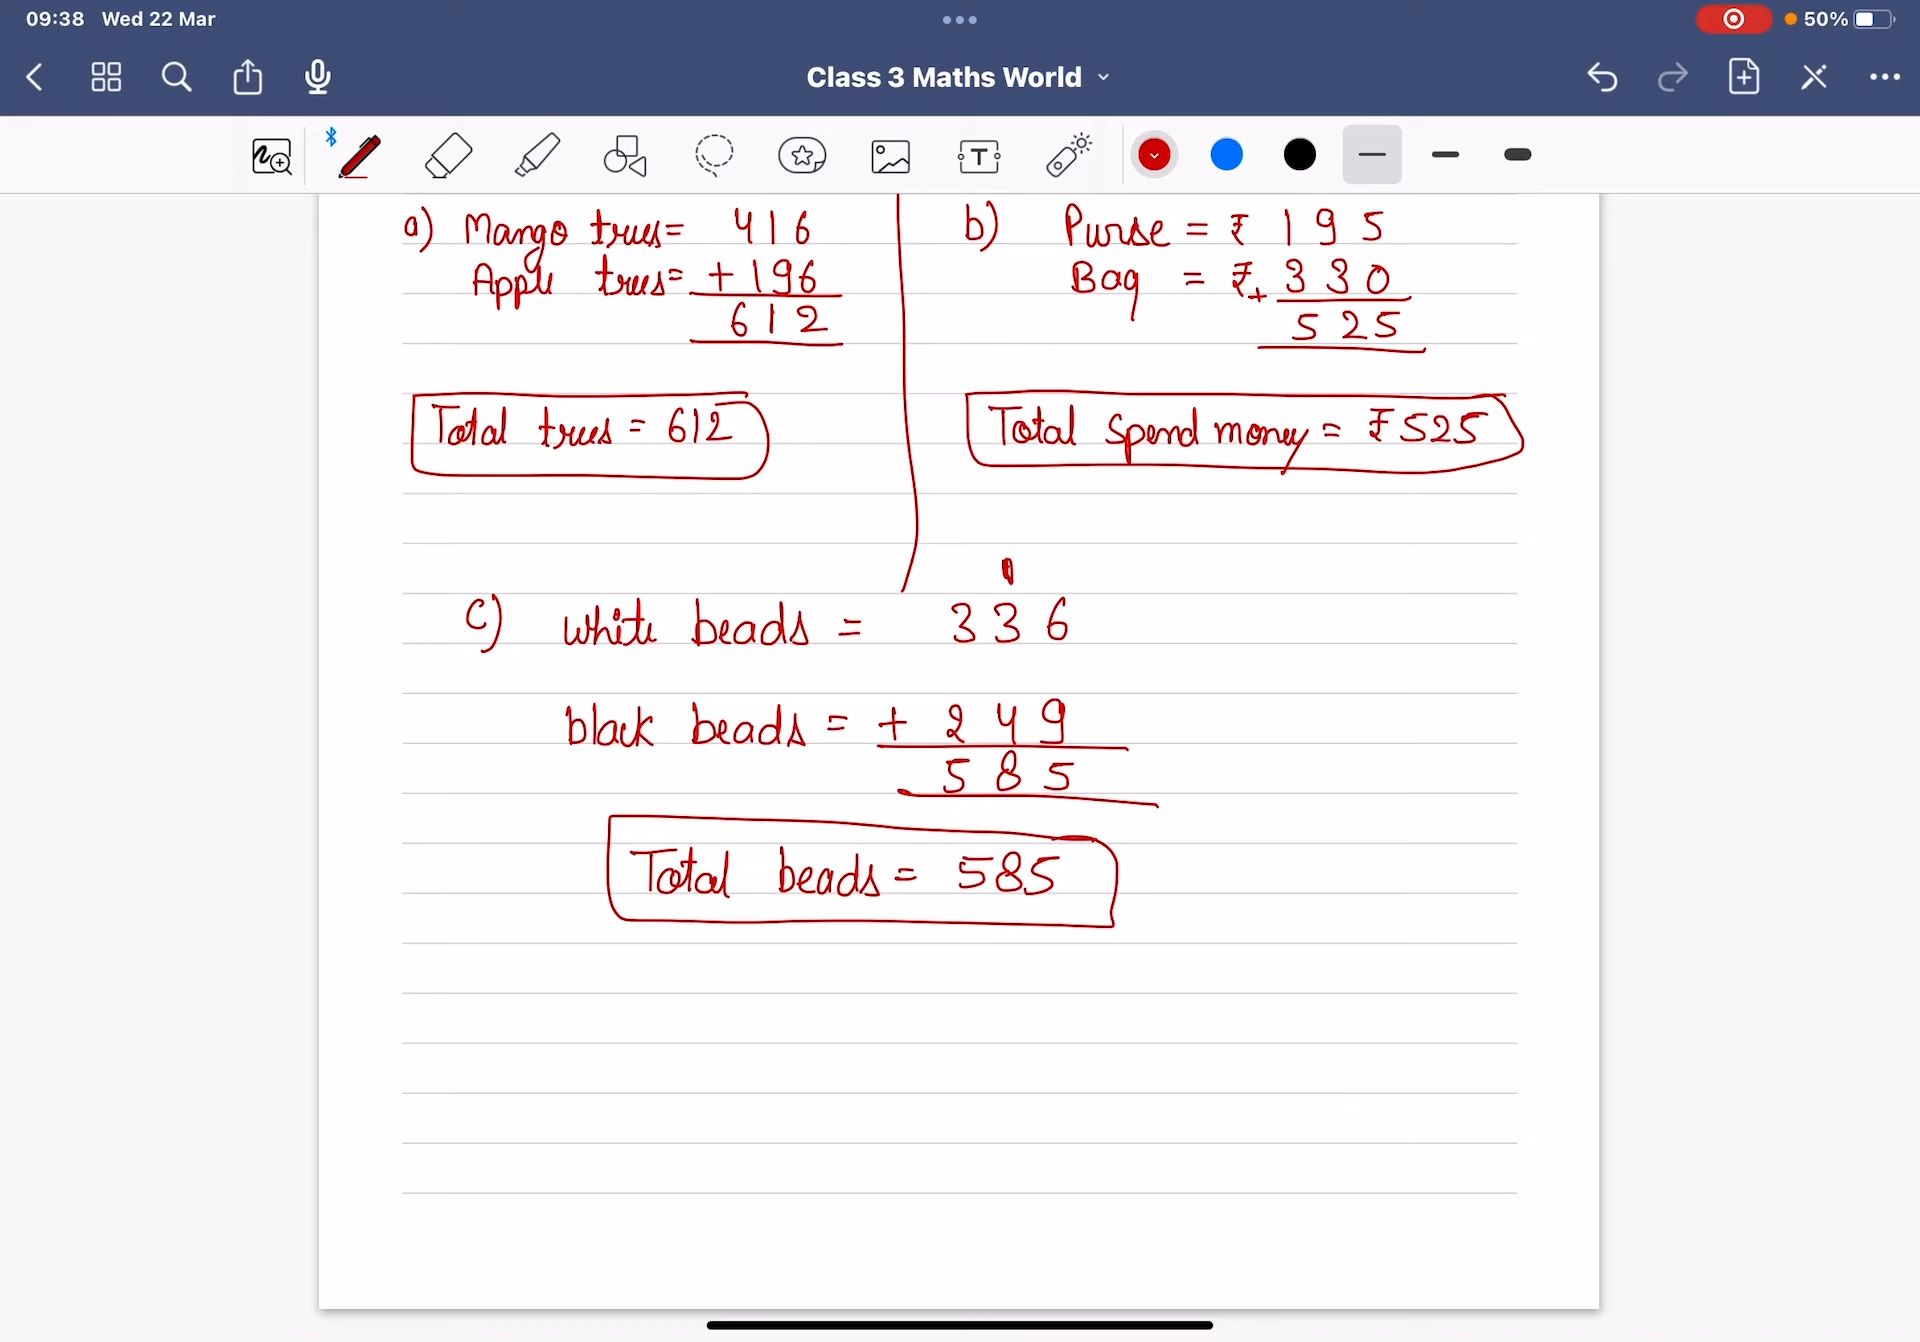 09:38 Wed 22 Mar
50%
Class 3 Maths World
T
a) Mango trees = 416
Apple trees = + 196
612
Total trees = 612
b) Purse = ₹ 195
Bag = ₹ + 330
525
Total Spend money = ₹525
1
c) white beads = 336
black beads = + 249
585
Total beads = 585